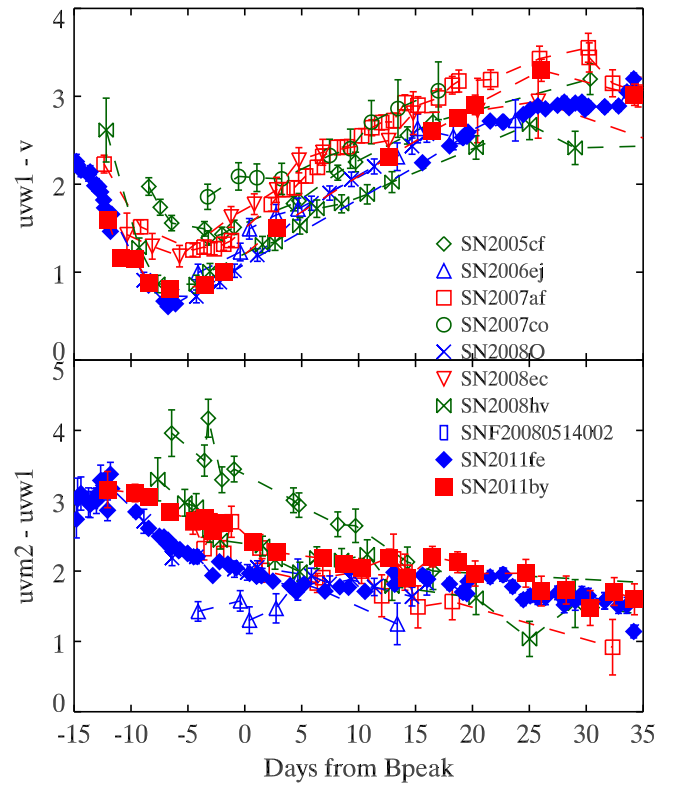 4
3
2
1
0
uvw1 - v
SN2005cf
SN2006ej
SN2007af
SN2007co
SN2008Q
SN2008ec
SN2008hv
SNF20080514002
SN2011fe
SN2011by
5
4
3
2
1
0
uvm2 - uvw1
-15 -10 -5 0 5 10 15 20 25 30 35
Days from Bpeak